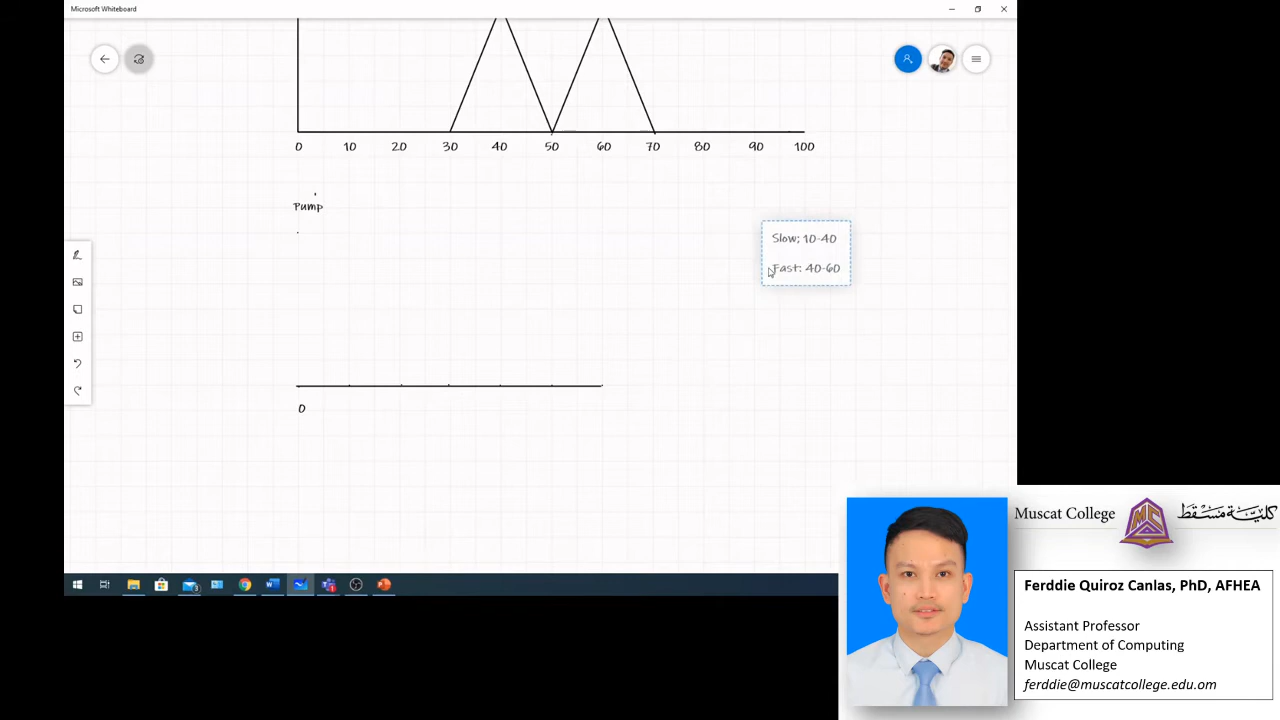 Microsoft Whiteboard
0 10 20 30 40 50 60 70 80 90 100
Pump
Slow; 10-40
Fast: 40-60
0
Muscat College كلية مسقط
MC
Ferddie Quiroz Canlas, PhD, AFHEA
Assistant Professor
Department of Computing
Muscat College
ferddie@muscatcollege.edu.om